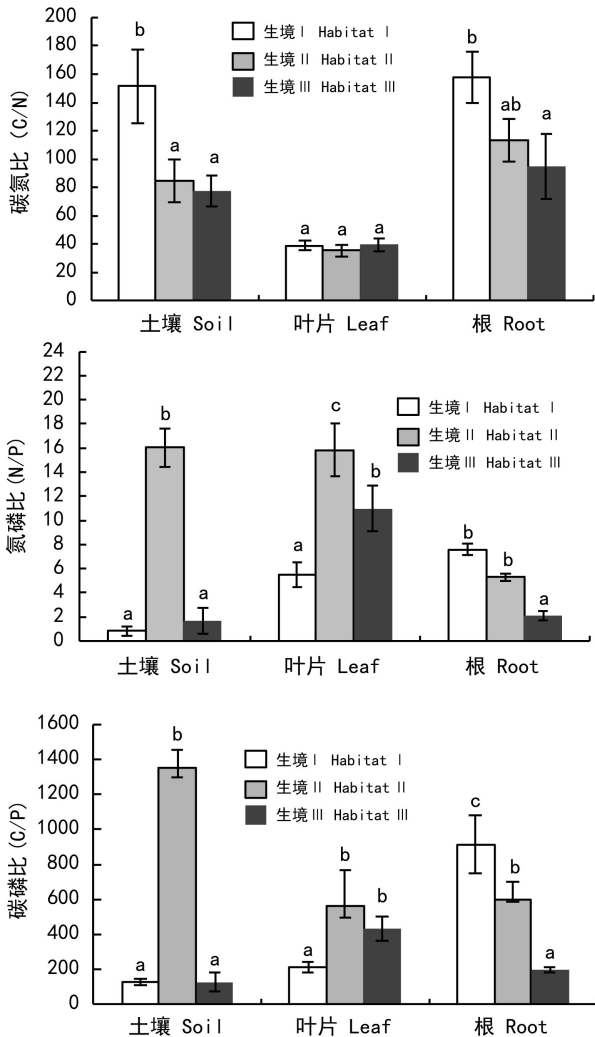 碳氮比 (C/N)
180
160
140
120
100
80
60
40
20
0
生境Ⅰ Habitat Ⅰ
生境Ⅱ Habitat Ⅱ
生境Ⅲ Habitat Ⅲ
b
a
a
a
a
a
b
ab
a
土壤 Soil
叶片 Leaf
根 Root
氮磷比 (N/P)
24
22
20
18
16
14
12
10
8
6
4
2
0
生境Ⅰ Habitat Ⅰ
生境Ⅱ Habitat Ⅱ
生境Ⅲ Habitat Ⅲ
a
b
a
a
c
b
b
b
a
土壤 Soil
叶片 Leaf
根 Root
碳磷比 (C/P)
1600
1400
1200
1000
800
600
400
200
0
生境Ⅰ Habitat Ⅰ
生境Ⅱ Habitat Ⅱ
生境Ⅲ Habitat Ⅲ
a
b
a
a
b
b
c
b
a
土壤 Soil
叶片 Leaf
根 Root